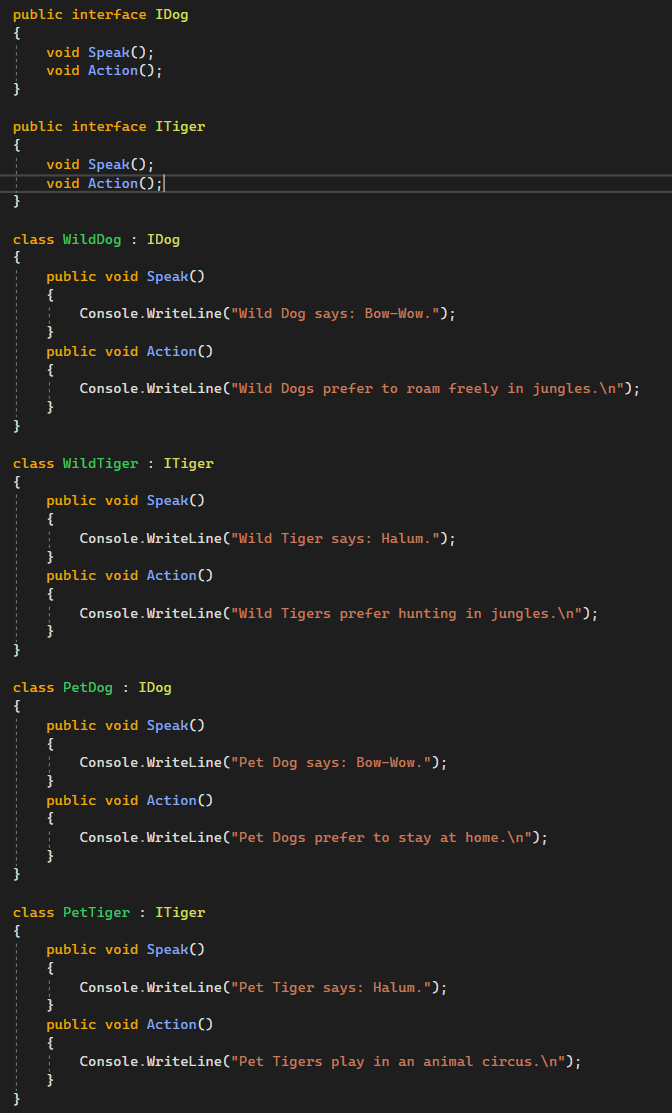 public interface IDog
{
    void Speak();
    void Action();
}

public interface ITiger
{
    void Speak();
    void Action();
}

class WildDog : IDog
{
    public void Speak()
    {
        Console.WriteLine("Wild Dog says: Bow-Wow.");
    }
    public void Action()
    {
        Console.WriteLine("Wild Dogs prefer to roam freely in jungles.\n");
    }
}

class WildTiger : ITiger
{
    public void Speak()
    {
        Console.WriteLine("Wild Tiger says: Halum.");
    }
    public void Action()
    {
        Console.WriteLine("Wild Tigers prefer hunting in jungles.\n");
    }
}

class PetDog : IDog
{
    public void Speak()
    {
        Console.WriteLine("Pet Dog says: Bow-Wow.");
    }
    public void Action()
    {
        Console.WriteLine("Pet Dogs prefer to stay at home.\n");
    }
}

class PetTiger : ITiger
{
    public void Speak()
    {
        Console.WriteLine("Pet Tiger says: Halum.");
    }
    public void Action()
    {
        Console.WriteLine("Pet Tigers play in an animal circus.\n");
    }
}